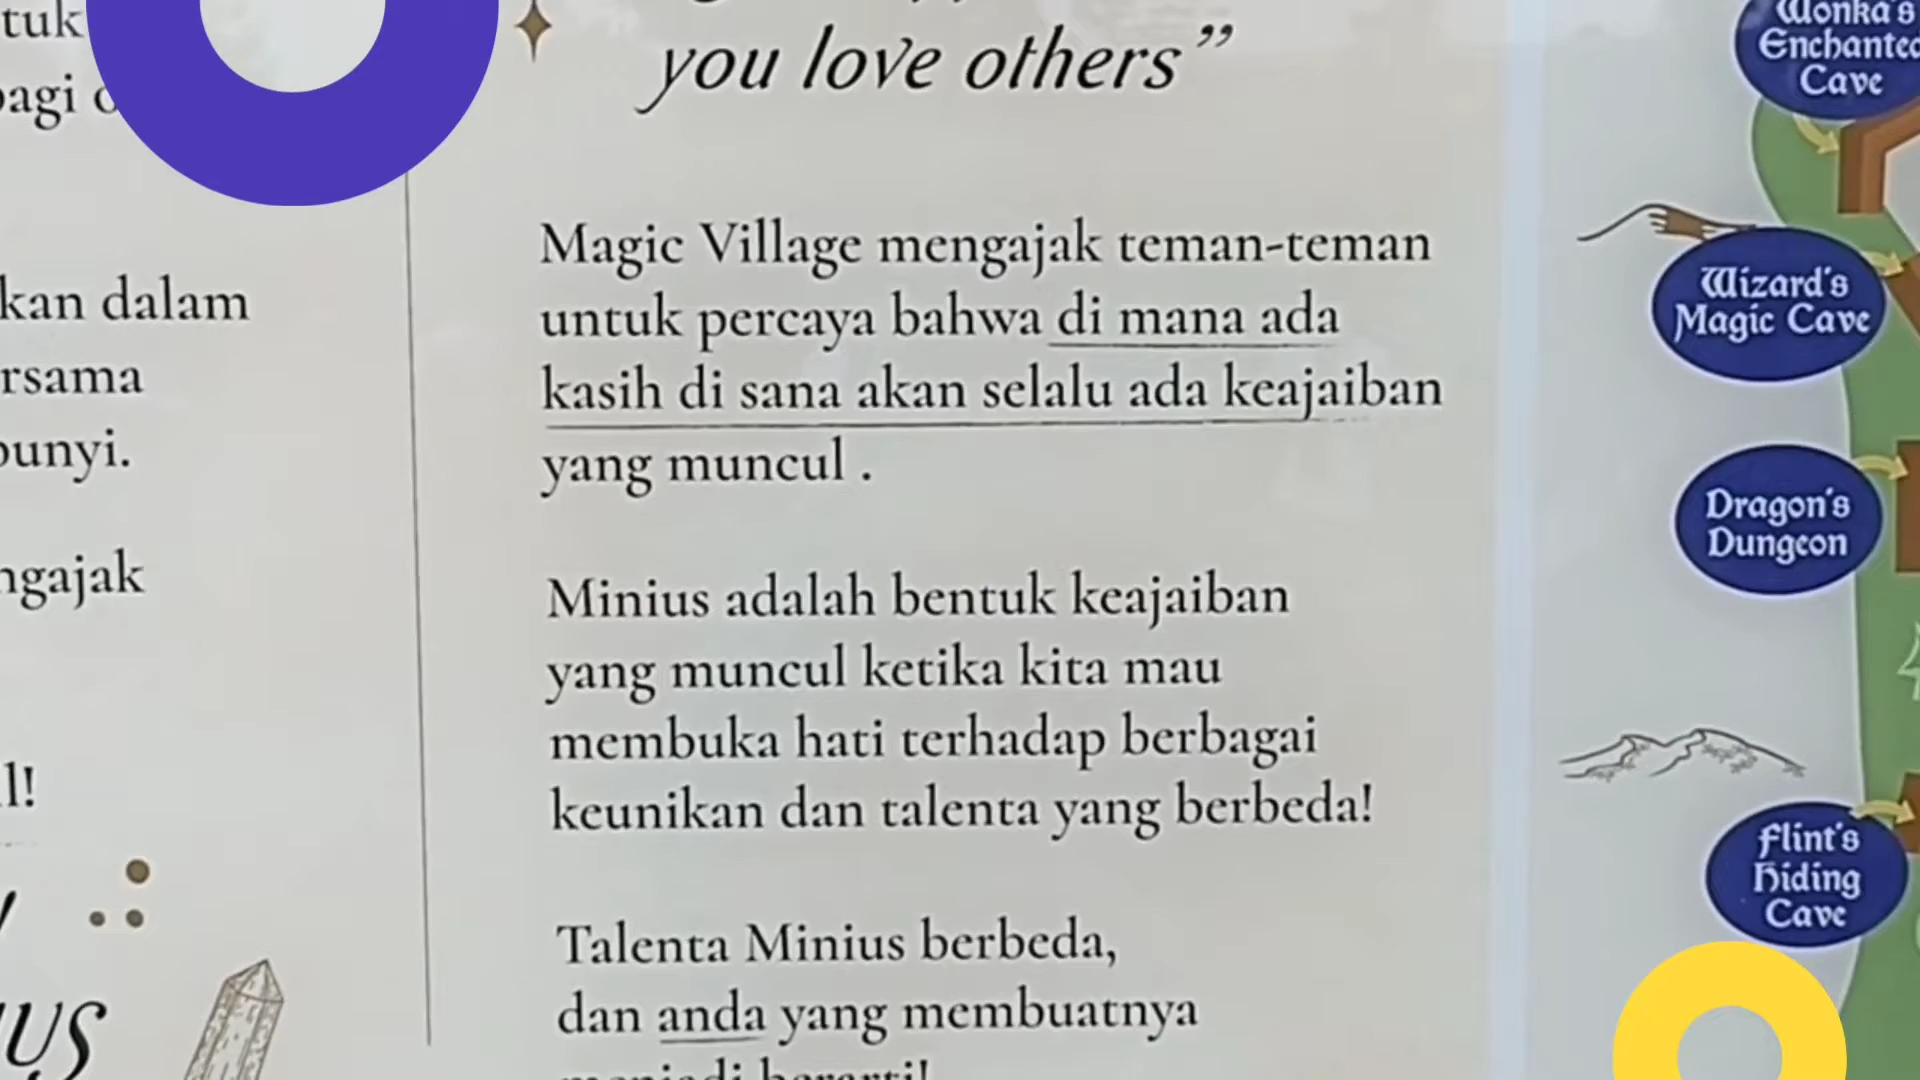 tuk
kan dalam
rsama
ngajak
l!
you love others”
Magic Village mengajak teman-teman
untuk percaya bahwa di mana ada
kasih di sana akan selalu ada keajaiban
yang muncul .
Minius adalah bentuk keajaiban
yang muncul ketika kita mau
membuka hati terhadap berbagai
keunikan dan talenta yang berbeda!
Talenta Minius berbeda,
dan anda yang membuatnya
menjadi berarti!
Wonka's
Enchanted
Cave
Wizard's
Magic Cave
Dragon's
Dungeon
Flint's
Hiding
Cave